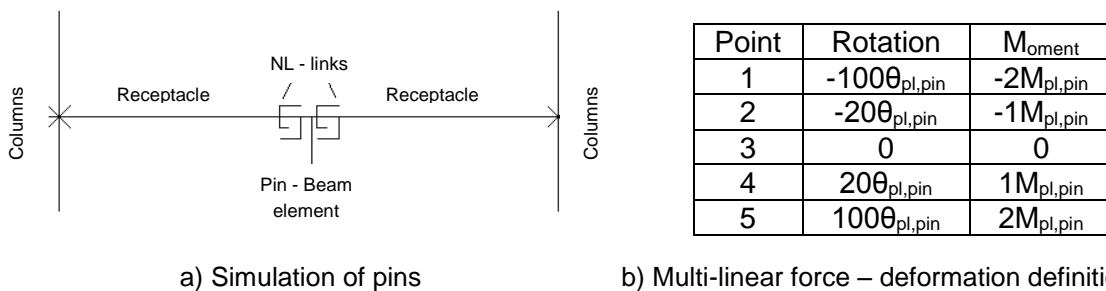 NL - links
Receptacle
Receptacle
Columns
Columns
Pin - Beam
element
a) Simulation of pins
Point Rotation Moment
1 -100θpl,pin -2Mpl,pin
2 -20θpl,pin -1Mpl,pin
3 0 0
4 20θpl,pin 1Mpl,pin
5 100θpl,pin 2Mpl,pin
b) Multi-linear force – deformation definiti